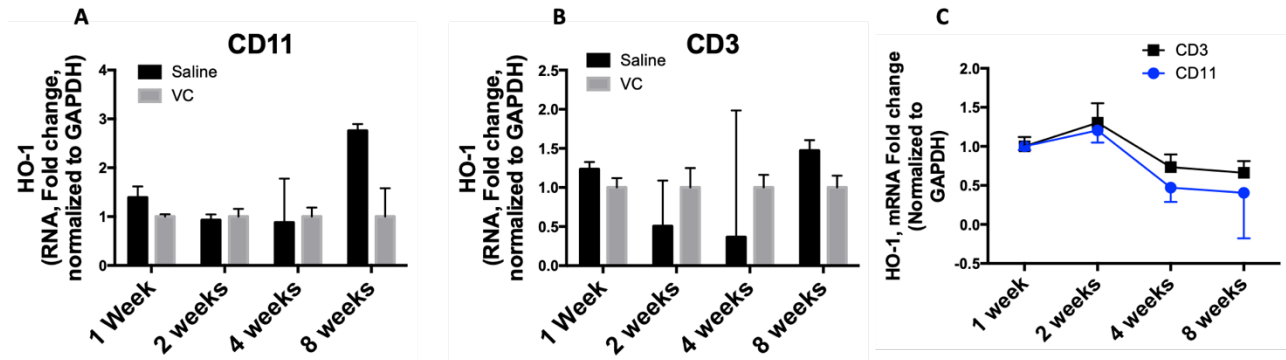 A
CD11
HO-1
(RNA, Fold change,
normalized to GAPDH)
4
3
2
1
0
Saline
VC
1 Week
2 weeks
4 weeks
8 weeks
B
CD3
HO-1
(RNA, Fold change,
normalized to GAPDH)
2.5
2.0
1.5
1.0
0.5
0.0
Saline
VC
1 Week
2 weeks
4 weeks
8 weeks
C
CD3
CD11
HO-1, mRNA Fold change
(Normalized to
GAPDH)
2.0
1.5
1.0
0.5
0.0
-0.5
1 week
2 weeks
4 weeks
8 weeks